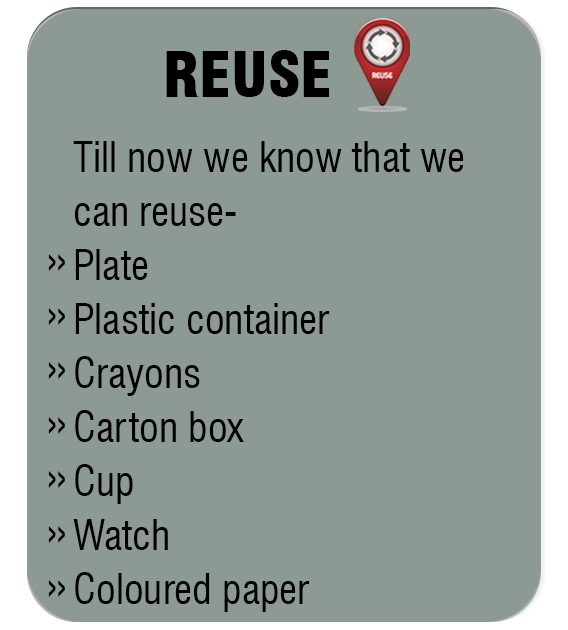 REUSE
REUSE
Till now we know that we
can reuse-
›› Plate
›› Plastic container
›› Crayons
›› Carton box
›› Cup
›› Watch
›› Coloured paper